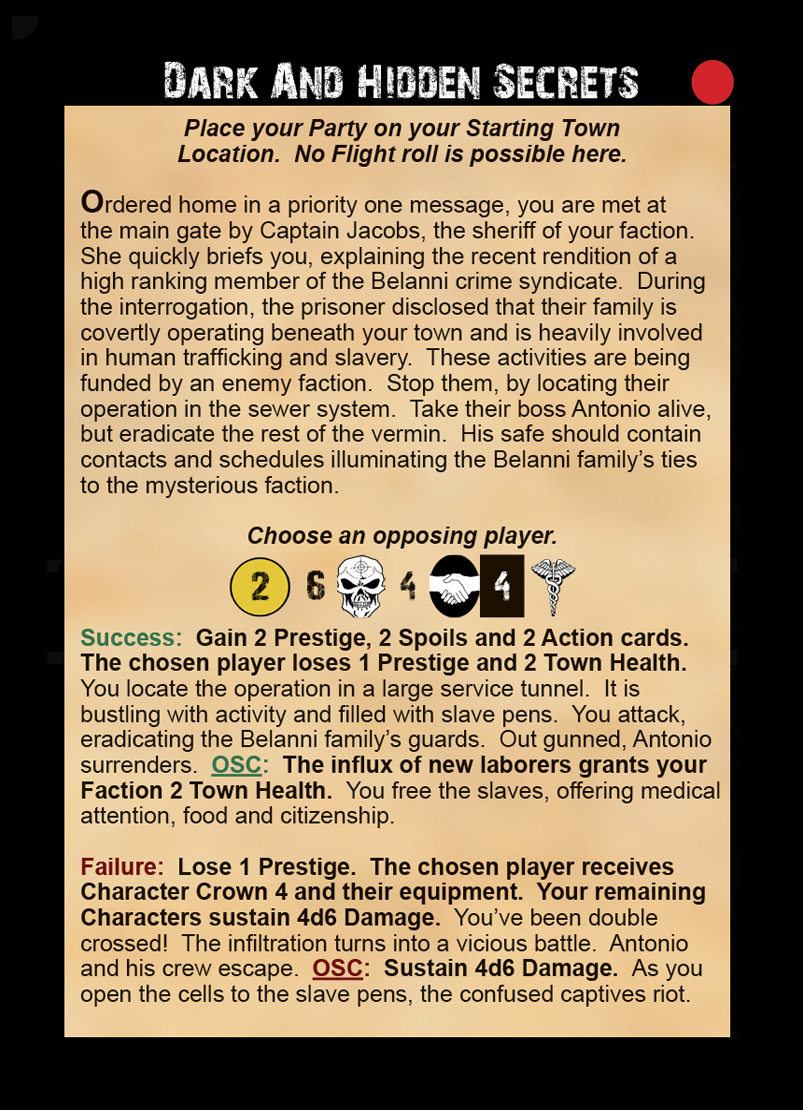 Dark And Hidden Secrets
Place your Party on your Starting Town
Location.  No Flight roll is possible here.
Ordered home in a priority one message, you are met at
the main gate by Captain Jacobs, the sheriff of your faction.
She quickly briefs you, explaining the recent rendition of a
high ranking member of the Belanni crime syndicate.  During
the interrogation, the prisoner disclosed that their family is
covertly operating beneath your town and is heavily involved
in human trafficking and slavery.  These activities are being
funded by an enemy faction.  Stop them, by locating their
operation in the sewer system.  Take their boss Antonio alive,
but eradicate the rest of the vermin.  His safe should contain
contacts and schedules illuminating the Belanni family's ties
to the mysterious faction.
Choose an opposing player.
2 6 4 4
Success:  Gain 2 Prestige, 2 Spoils and 2 Action cards.
The chosen player loses 1 Prestige and 2 Town Health.
You locate the operation in a large service tunnel.  It is
bustling with activity and filled with slave pens.  You attack,
eradicating the Belanni family's guards.  Out gunned, Antonio
surrenders.  OSC:  The influx of new laborers grants your
Faction 2 Town Health.  You free the slaves, offering medical
attention, food and citizenship.
Failure:  Lose 1 Prestige.  The chosen player receives
Character Crown 4 and their equipment.  Your remaining
Characters sustain 4d6 Damage.  You've been double
crossed!  The infiltration turns into a vicious battle.  Antonio
and his crew escape.  OSC:  Sustain 4d6 Damage.  As you
open the cells to the slave pens, the confused captives riot.